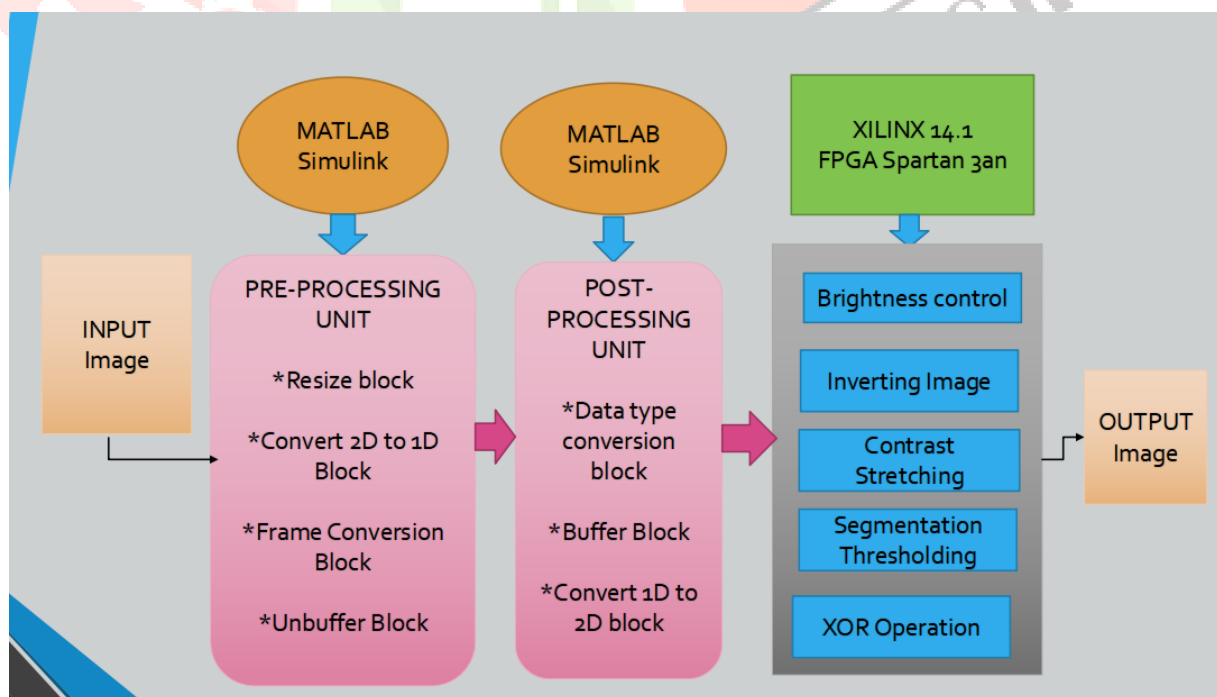 MATLAB
Simulink
MATLAB
Simulink
XILINX 14.1
FPGA Spartan 3an
INPUT
Image
PRE-PROCESSING
UNIT
*Resize block
*Convert 2D to 1D
Block
*Frame Conversion
Block
*Unbuffer Block
POST-
PROCESSING
UNIT
*Data type
conversion
block
*Buffer Block
*Convert 1D to
2D block
Brightness control
Inverting Image
Contrast
Stretching
Segmentation
Thresholding
XOR Operation
OUTPUT
Image